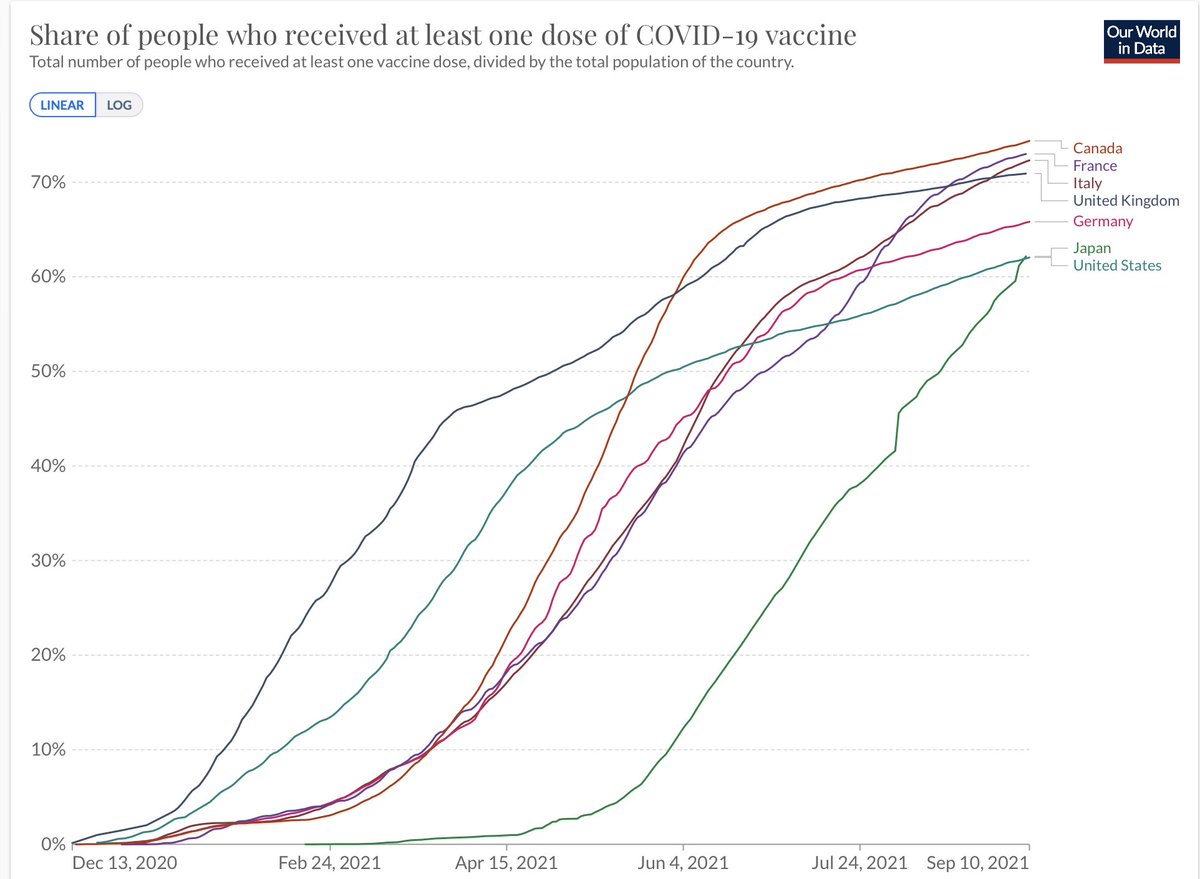 Share of people who received at least one dose of COVID-19 vaccine
Total number of people who received at least one vaccine dose, divided by the total population of the country.
Our World
in Data
LINEAR LOG
70%
60%
50%
40%
30%
20%
10%
0%
Canada
France
Italy
United Kingdom
Germany
Japan
United States
Dec 13, 2020 Feb 24, 2021 Apr 15, 2021 Jun 4, 2021 Jul 24, 2021 Sep 10, 2021